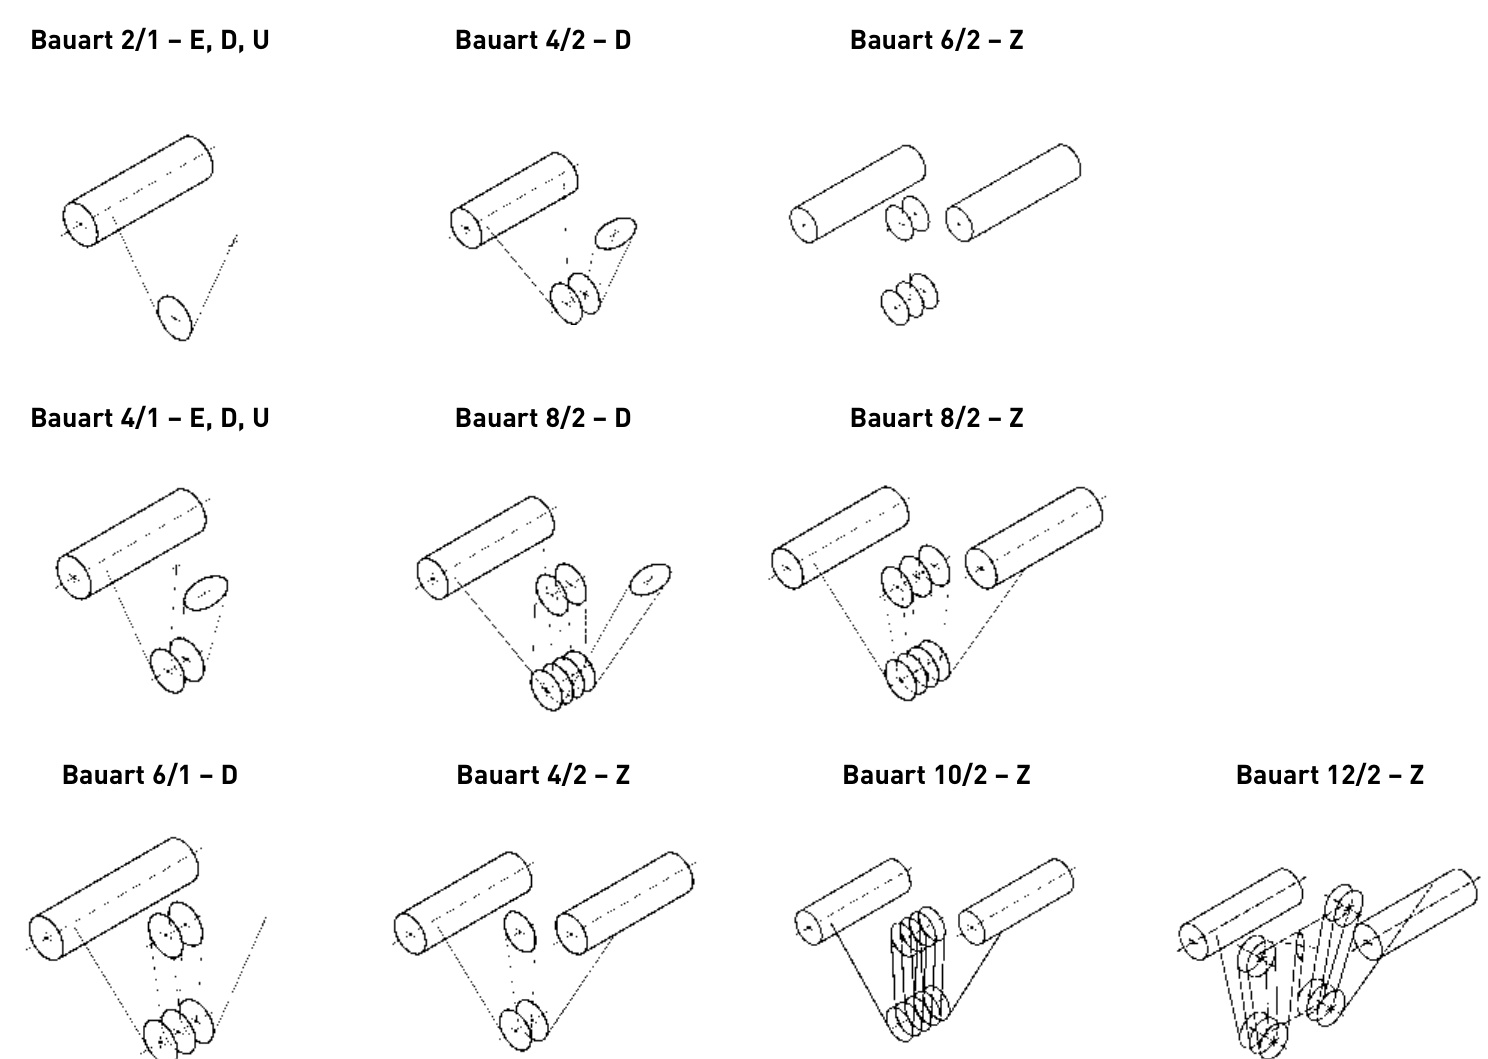 Bauart 2/1 – E, D, U
Bauart 4/2 – D
Bauart 6/2 – Z
Bauart 4/1 – E, D, U
Bauart 8/2 – D
Bauart 8/2 – Z
Bauart 6/1 – D
Bauart 4/2 – Z
Bauart 10/2 – Z
Bauart 12/2 – Z